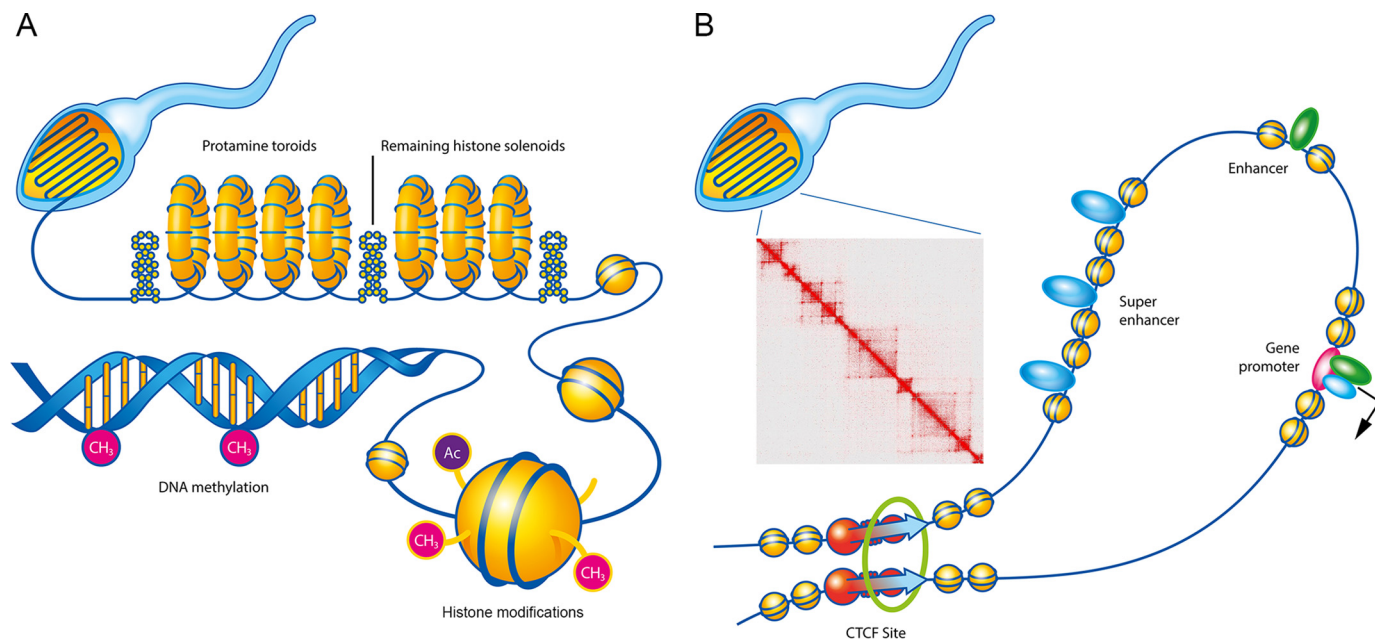 A
Protamine toroids
Remaining histone solenoids
CH₃
CH₃
DNA methylation
Ac
CH₃
CH₃
Histone modifications
B
Enhancer
Super
enhancer
Gene
promoter
CTCF Site